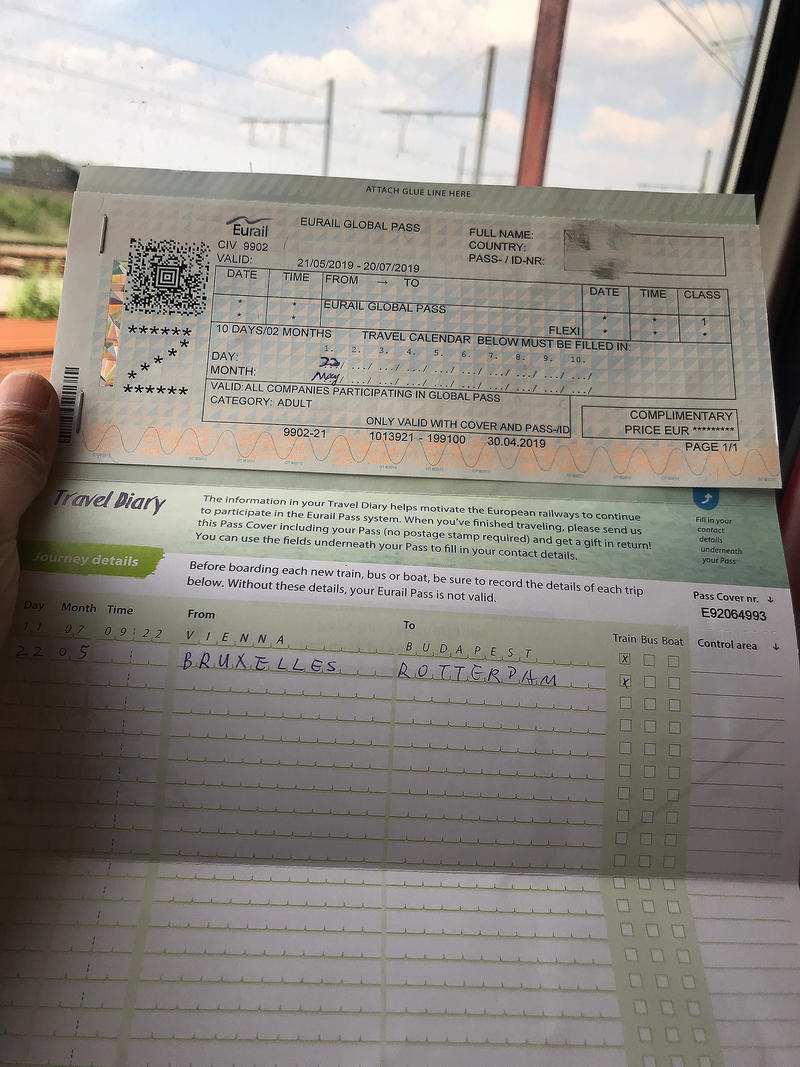 ATTACH GLUE LINE HERE
Eurail
EURAIL GLOBAL PASS
FULL NAME:
COUNTRY:
PASS- / ID-NR:
CIV 9902
VALID: 21/05/2019 - 20/07/2019
DATE TIME FROM → TO DATE TIME CLASS
* * EURAIL GLOBAL PASS * * 1
* * FLEXI * * *
10 DAYS/02 MONTHS TRAVEL CALENDAR BELOW MUST BE FILLED IN:
1. 2. 3. 4. 5. 6. 7. 8. 9. 10.
DAY: 22/ .../ .../ .../ .../ .../ .../ .../ .../ .../
MONTH: May/ .../ .../ .../ .../ .../ .../ .../ .../ .../
VALID:ALL COMPANIES PARTICIPATING IN GLOBAL PASS
CATEGORY: ADULT
ONLY VALID WITH COVER AND PASS-/ID
COMPLIMENTARY
PRICE EUR *********
9902-21 1013921 - 199100 30.04.2019
PAGE 1/1
******
*
*
*
*
******
Travel Diary
The information in your Travel Diary helps motivate the European railways to continue
to participate in the Eurail Pass system. When you've finished traveling, please send us
this Pass Cover including your Pass (no postage stamp required) and get a gift in return!
You can use the fields underneath your Pass to fill in your contact details.
Fill in your
contact
details
underneath
your Pass
Journey details
Before boarding each new train, bus or boat, be sure to record the details of each trip
below. Without these details, your Eurail Pass is not valid.
Pass Cover nr. ↓
E92064993
Day Month Time From To Train Bus Boat Control area ↓
11 07 09:22 VIENNA BUDAPEST X
22 05 : BRUXELLES ROTTERDAM X